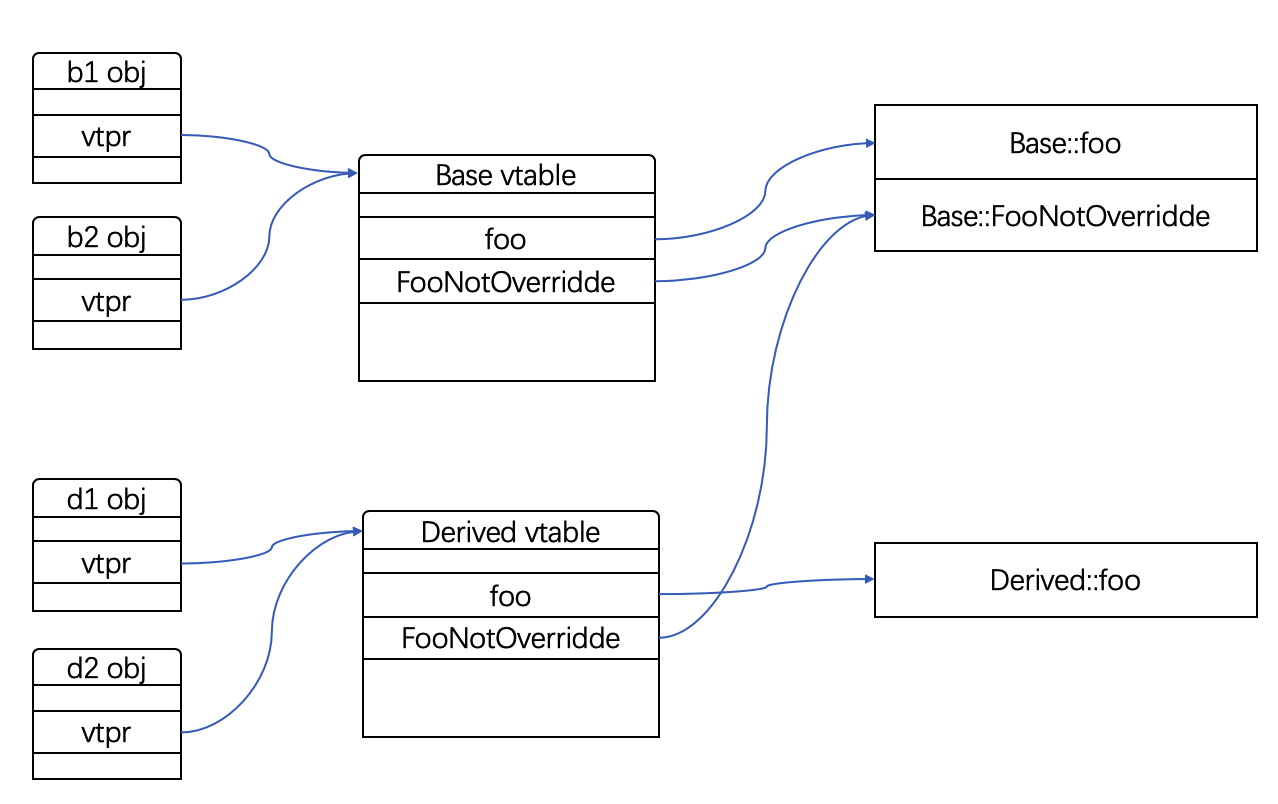 b1 obj
vtpr
b2 obj
vtpr
Base vtable
foo
FooNotOverridde
Base::foo
Base::FooNotOverridde
d1 obj
vtpr
d2 obj
vtpr
Derived vtable
foo
FooNotOverridde
Derived::foo